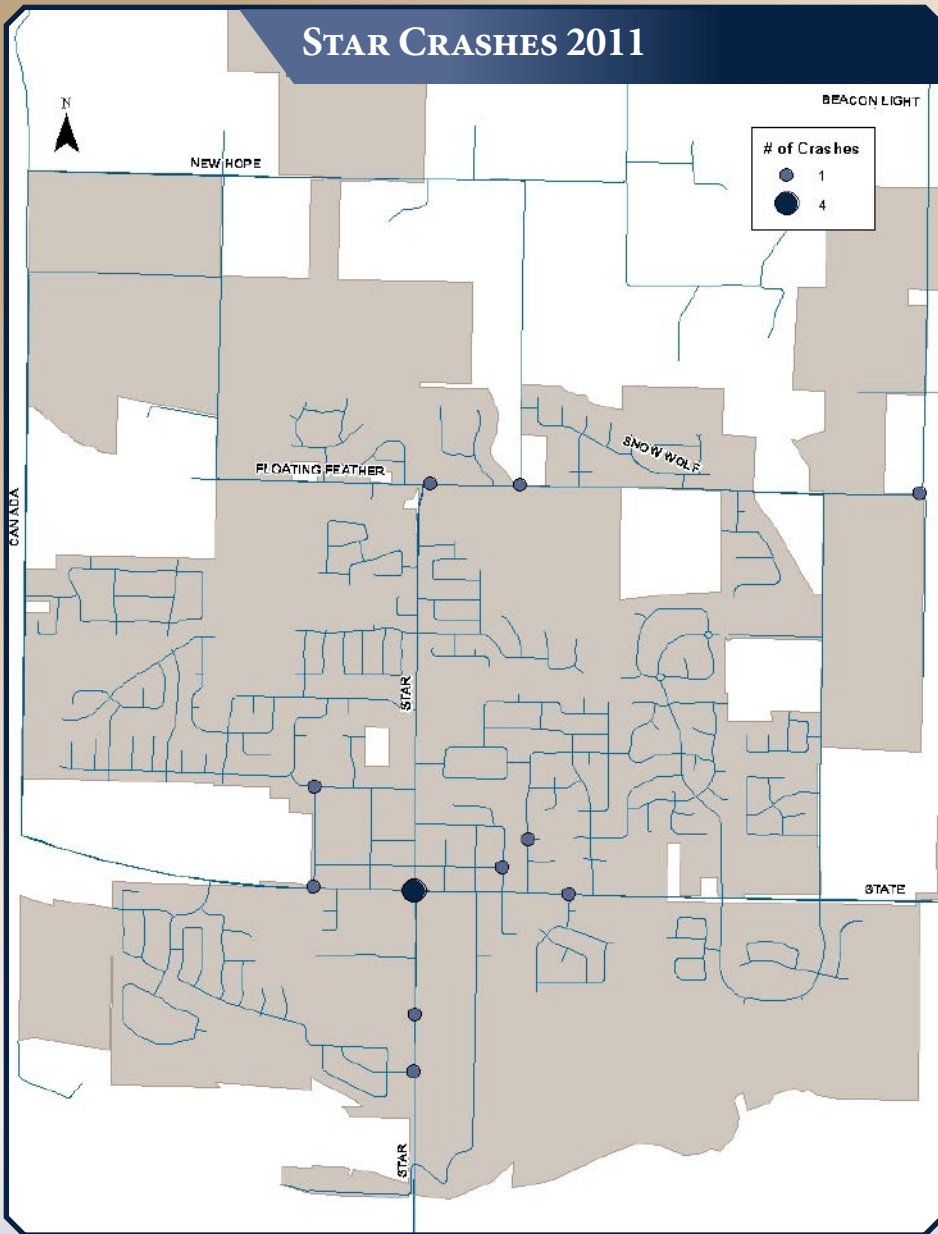 STAR CRASHES 2011
BEACON LIGHT
N
# of Crashes
1
4
NEW HOPE
SNOW WOLF
FLOATING FEATHER
CANADA
STAR
STATE
STAR